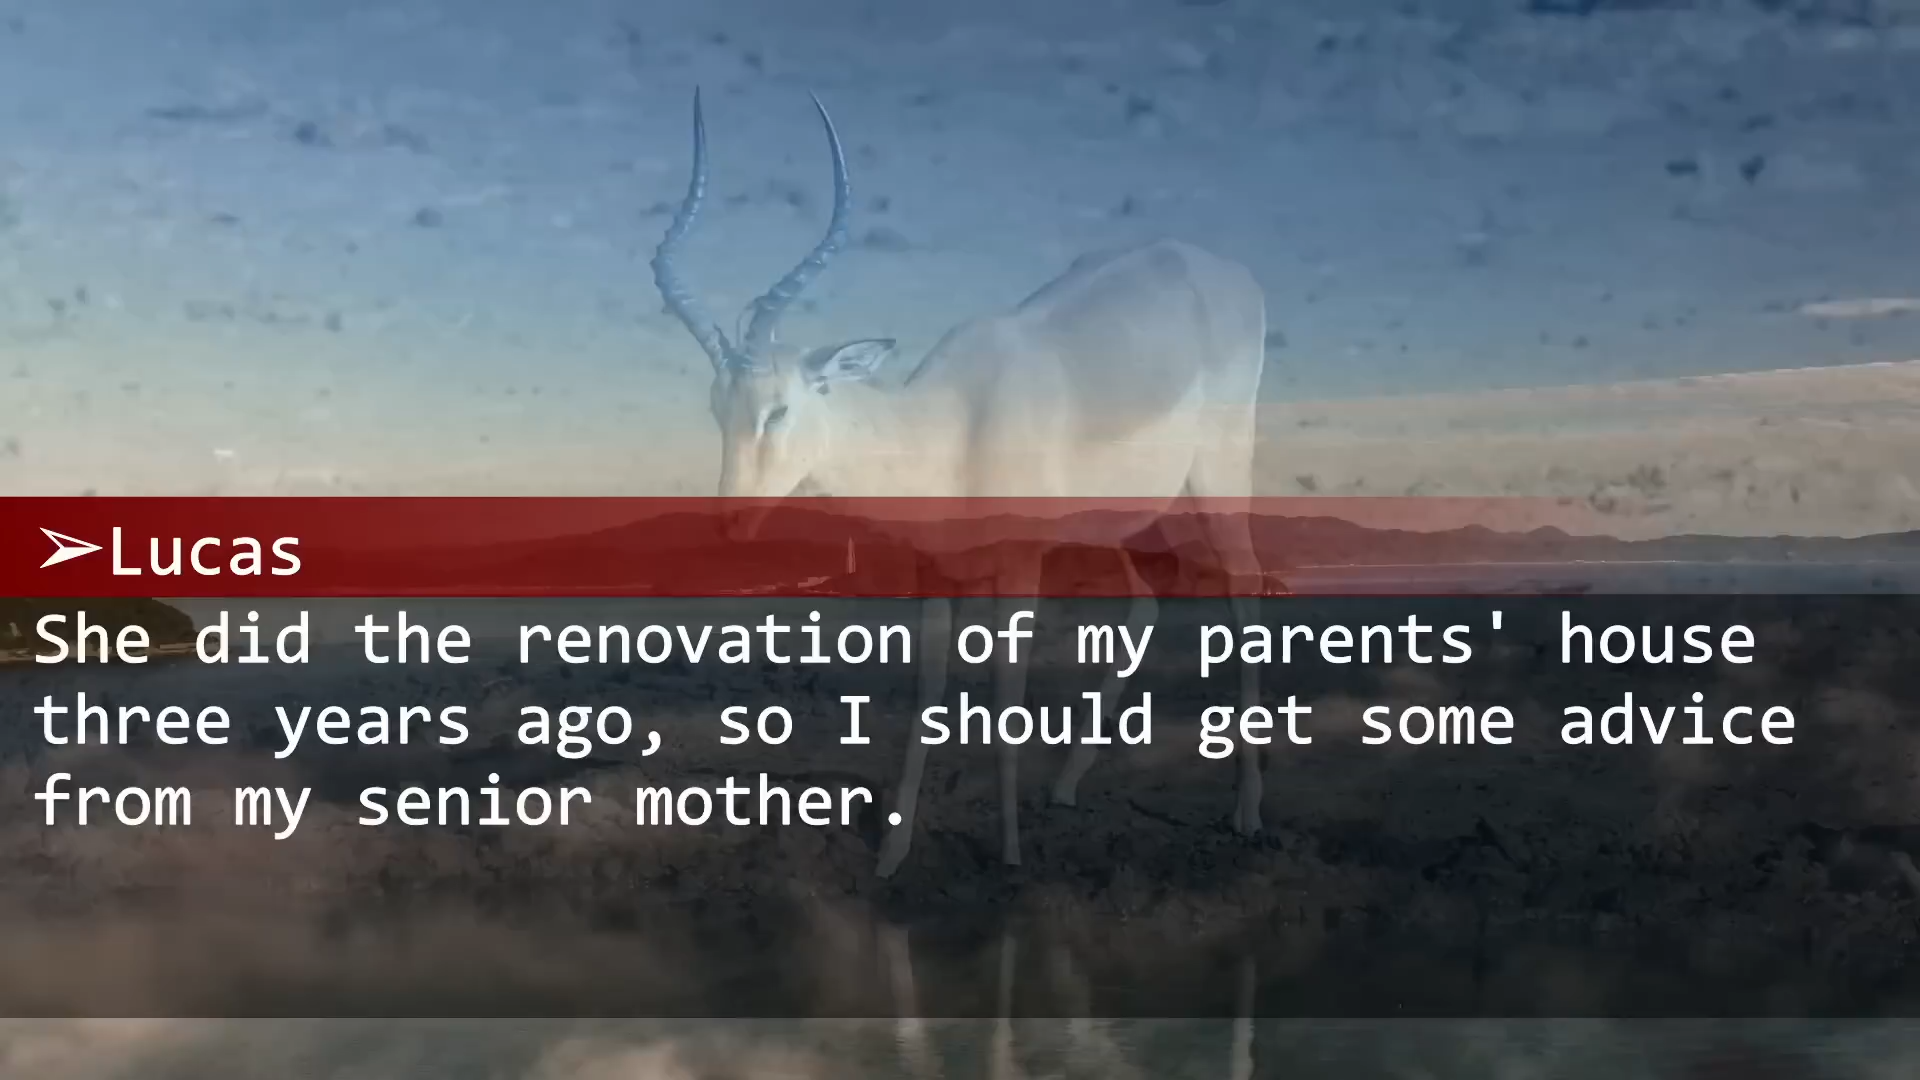 ➢Lucas
She did the renovation of my parents' house
three years ago, so I should get some advice
from my senior mother.